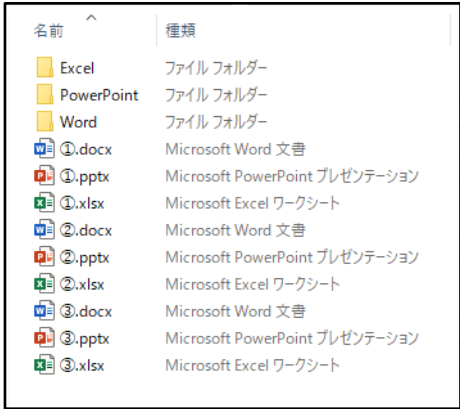 名前 種類
Excel ファイル フォルダー
PowerPoint ファイル フォルダー
Word ファイル フォルダー
①.docx Microsoft Word 文書
①.pptx Microsoft PowerPoint プレゼンテーション
①.xlsx Microsoft Excel ワークシート
②.docx Microsoft Word 文書
②.pptx Microsoft PowerPoint プレゼンテーション
②.xlsx Microsoft Excel ワークシート
③.docx Microsoft Word 文書
③.pptx Microsoft PowerPoint プレゼンテーション
③.xlsx Microsoft Excel ワークシート